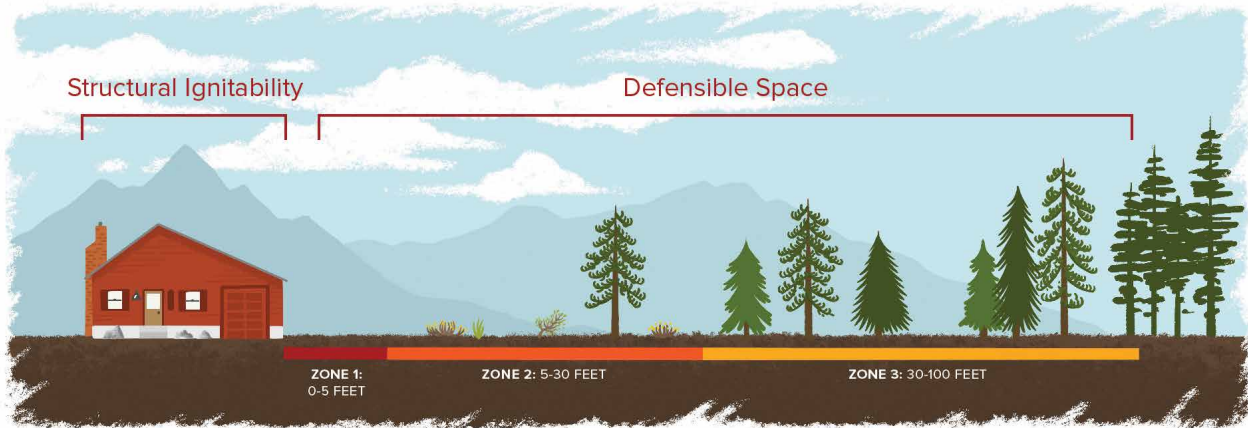 Structural Ignitability
Defensible Space
ZONE 1:
0-5 FEET
ZONE 2: 5-30 FEET
ZONE 3: 30-100 FEET